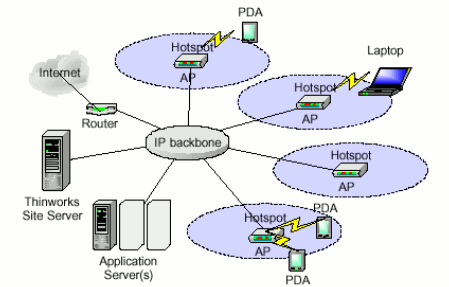 PDA
Hotspot
AP
Laptop
Internet
Hotspot
AP
Router
IP backbone
Hotspot
AP
Thinworks
Site Server
Hotspot
AP
PDA
PDA
Application
Server(s)